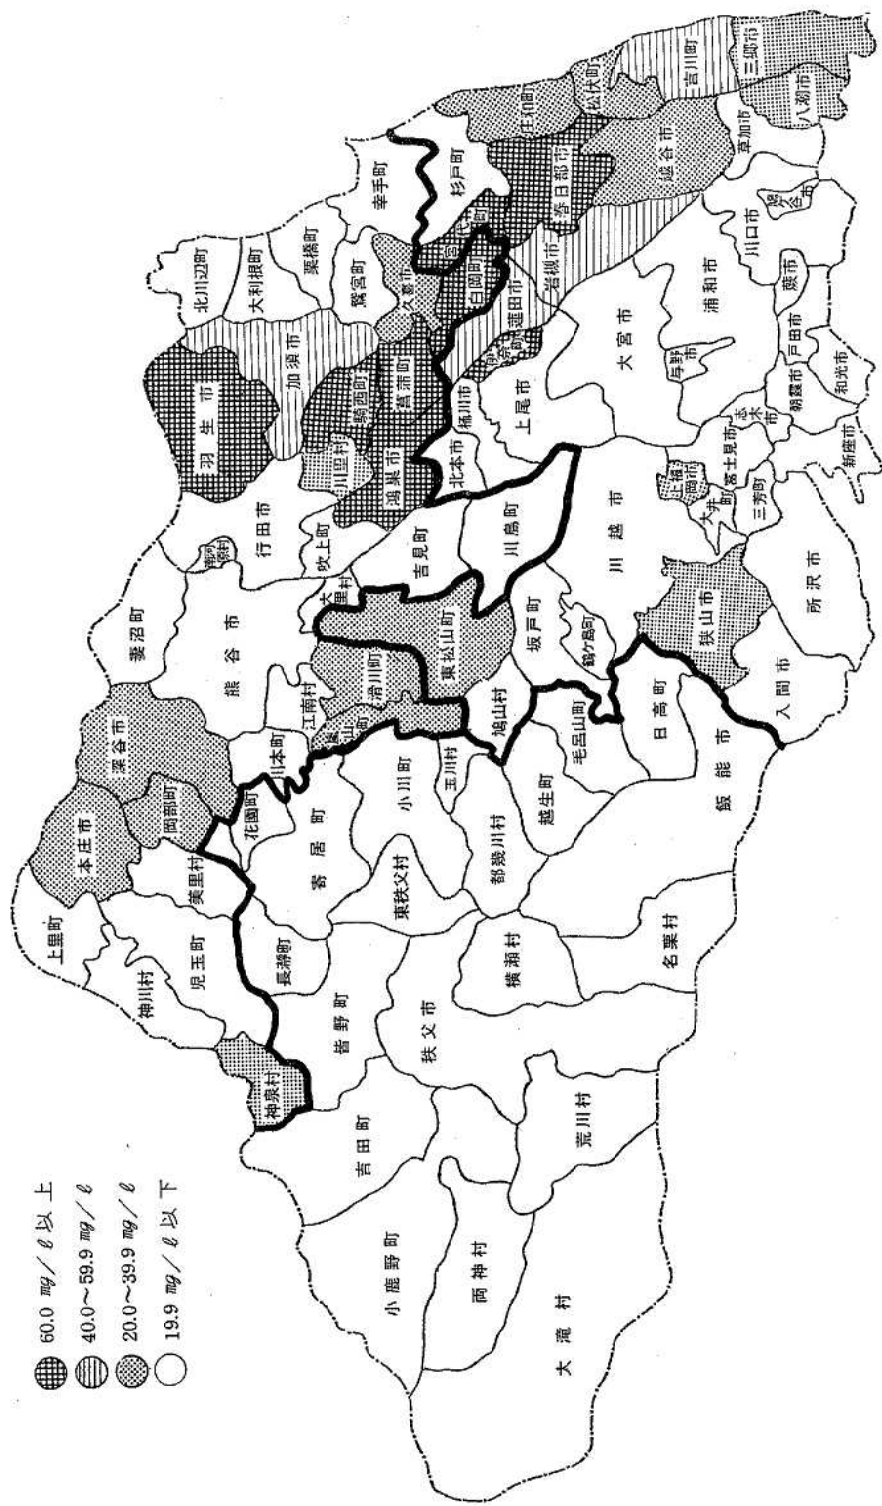 60.0 mg/ℓ以上
40.0～59.9 mg/ℓ
20.0～39.9 mg/ℓ
19.9 mg/ℓ以下
北川辺町
大利根町
栗橋町
幸手町
鷲宮町
久喜市
羽生市
加須市
騎西町
菖蒲町
白岡町
宮代町
杉戸町
庄和町
春日部市
松伏町
吉川町
三郷市
八潮市
草加市
越谷市
岩槻市
蓮田市
伊奈町
川里村
鴻巣市
行田市
南河原村
吹上町
北本市
桶川市
上尾市
大宮市
与野市
浦和市
川口市
鳩ヶ谷市
蕨市
戸田市
和光市
朝霞市
志木市
新座市
富士見市
三芳町
大井町
上福岡市
川越市
川島町
吉見町
妻沼町
熊谷市
大里村
江南村
滑川町
東松山町
嵐山町
坂戸町
鶴ケ島町
狭山市
所沢市
入間市
深谷市
本庄市
岡部町
川本町
花園町
寄居町
小川町
玉川村
鳩山村
毛呂山町
日高町
飯能市
越生町
都幾川村
東秩父村
上里町
神川村
児玉町
美里村
長瀞町
皆野町
秩父市
横瀬村
名栗村
神泉村
吉田町
小鹿野町
両神村
荒川村
大滝村